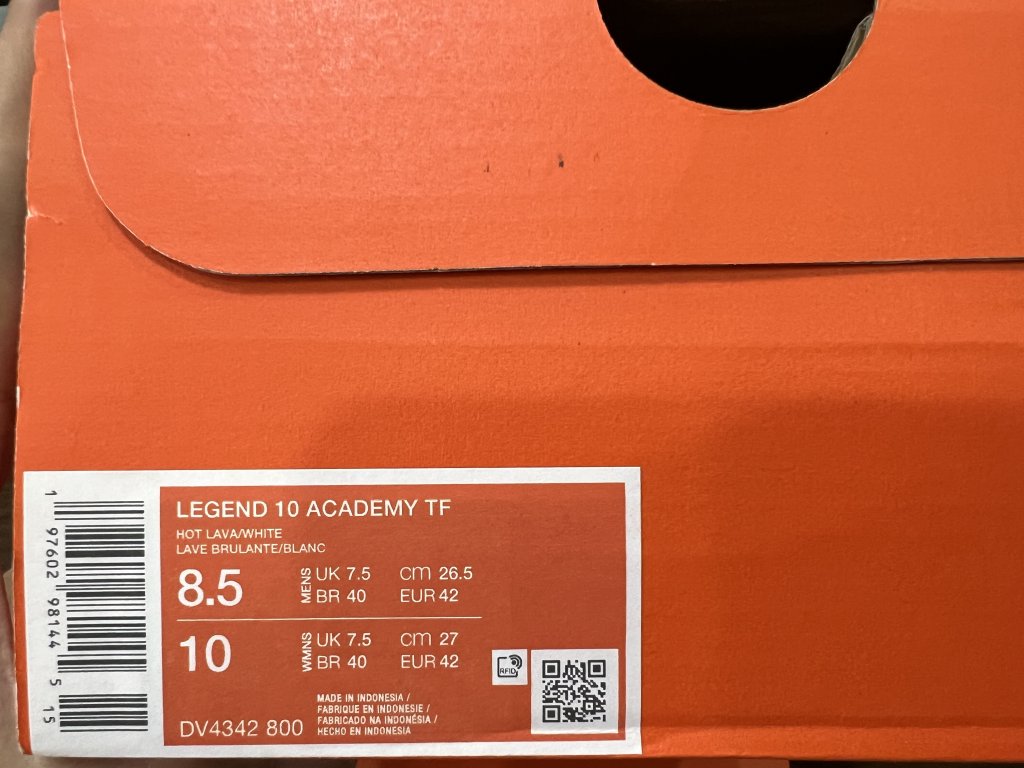 LEGEND 10 ACADEMY TF
HOT LAVA/WHITE
LAVE BRULANTE/BLANC
8.5 MENS UK 7.5 CM 26.5
BR 40 EUR 42
10 WMNS UK 7.5 CM 27
BR 40 EUR 42
RFID
MADE IN INDONESIA /
FABRIQUE EN INDONESIE /
FABRICADO NA INDONÉSIA /
HECHO EN INDONESIA
DV4342 800
1 97602 98144 5 15